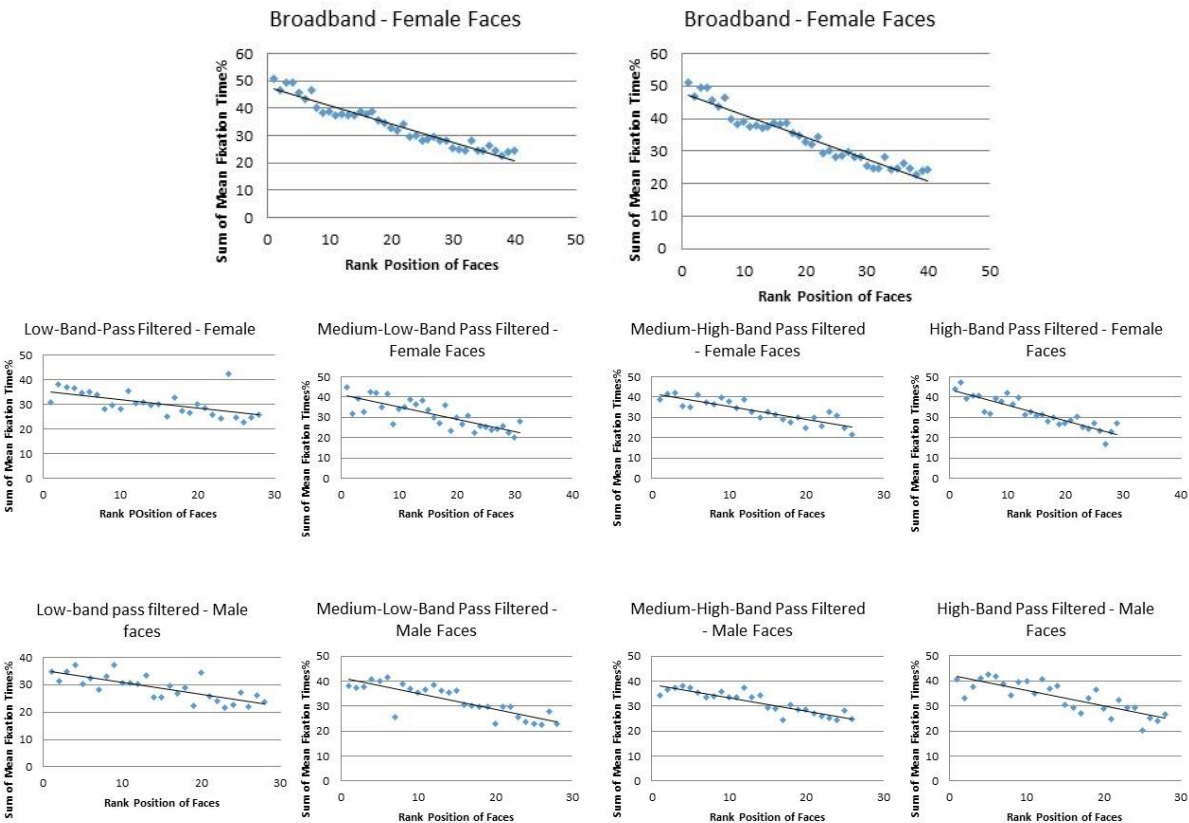 Broadband - Female Faces
Sum of Mean Fixation Time%
60
50
40
30
20
10
0
0 10 20 30 40 50
Rank Position of Faces
Broadband - Female Faces
Sum of Mean Fixation Time%
60
50
40
30
20
10
0
0 10 20 30 40 50
Rank Position of Faces
Low-Band-Pass Filtered - Female
Sum of Mean Fixation Time%
50
40
30
20
10
0
0 10 20 30
Rank POsition of Faces
Medium-Low-Band Pass Filtered -
Female Faces
Sum of Mean Fixation Times%
50
40
30
20
10
0
0 10 20 30 40
Rank Position of Faces
Medium-High-Band Pass Filtered
- Female Faces
Sum of Mean Fixation Times%
50
40
30
20
10
0
0 10 20 30
Rank Position of Faces
High-Band Pass Filtered - Female
Faces
Sum of Mean Fixation Times%
50
40
30
20
10
0
0 10 20 30 40
Rank Position of Faces
Low-band pass filtered - Male
faces
Sum of Mean Fixation Times%
40
30
20
10
0
0 10 20 30
Rank Position of Faces
Medium-Low-Band Pass Filtered -
Male Faces
Sum of Mean Fixation Times%
50
40
30
20
10
0
0 10 20 30
Rank Position of Faces
Medium-High-Band Pass Filtered
- Male Faces
Sum of Mean Fixation Times%
50
40
30
20
10
0
0 10 20 30
Rank Position of Faces
High-Band Pass Filtered - Male
Faces
Sum of Mean Fixation Times%
50
40
30
20
10
0
0 10 20 30
Rank Position of Faces